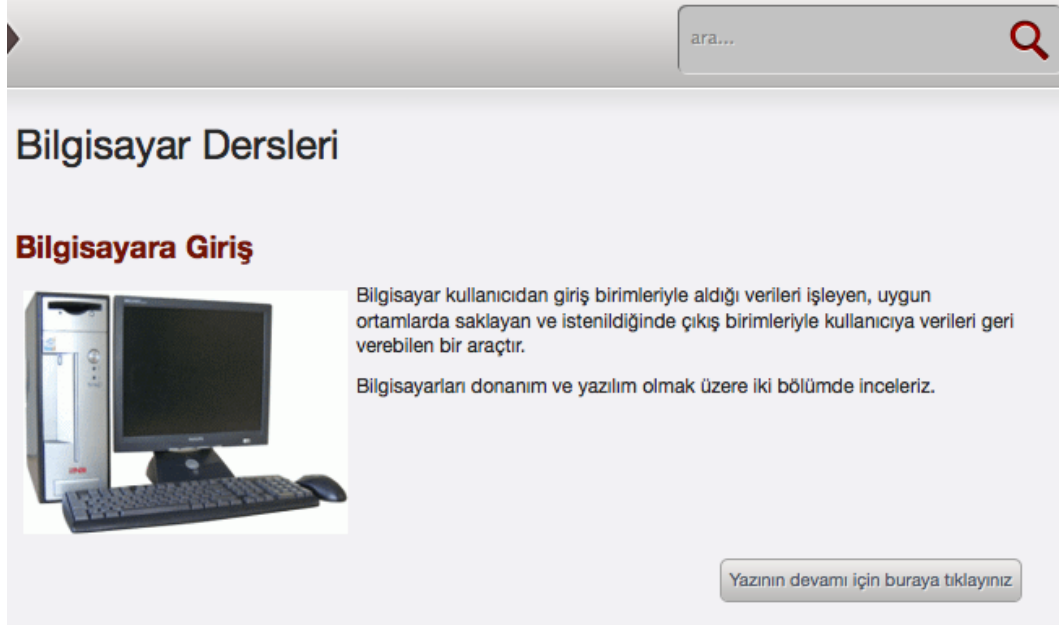 ara...
Bilgisayar Dersleri
Bilgisayara Giriş
Bilgisayar kullanıcıdan giriş birimleriyle aldığı verileri işleyen, uygun
ortamlarda saklayan ve istenildiğinde çıkış birimleriyle kullanıcıya verileri geri
verebilen bir araçtır.
Bilgisayarları donanım ve yazılım olmak üzere iki bölümde inceleriz.
Yazının devamı için buraya tıklayınız